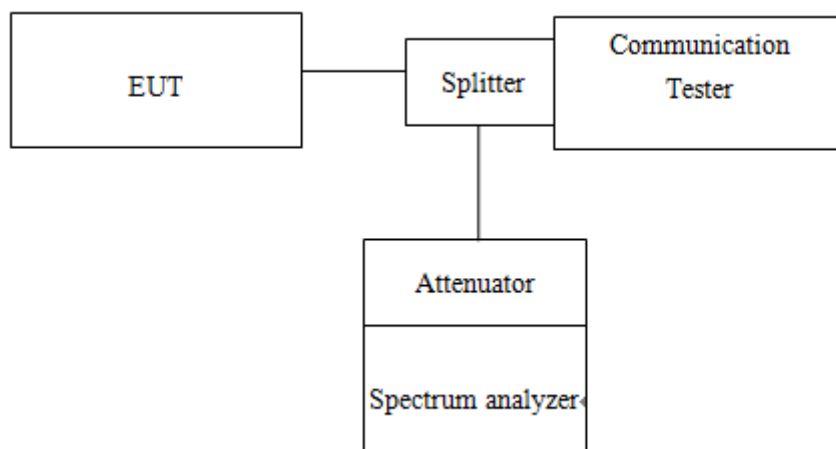 EUT
Splitter
Communication
Tester
Attenuator
Spectrum analyzer